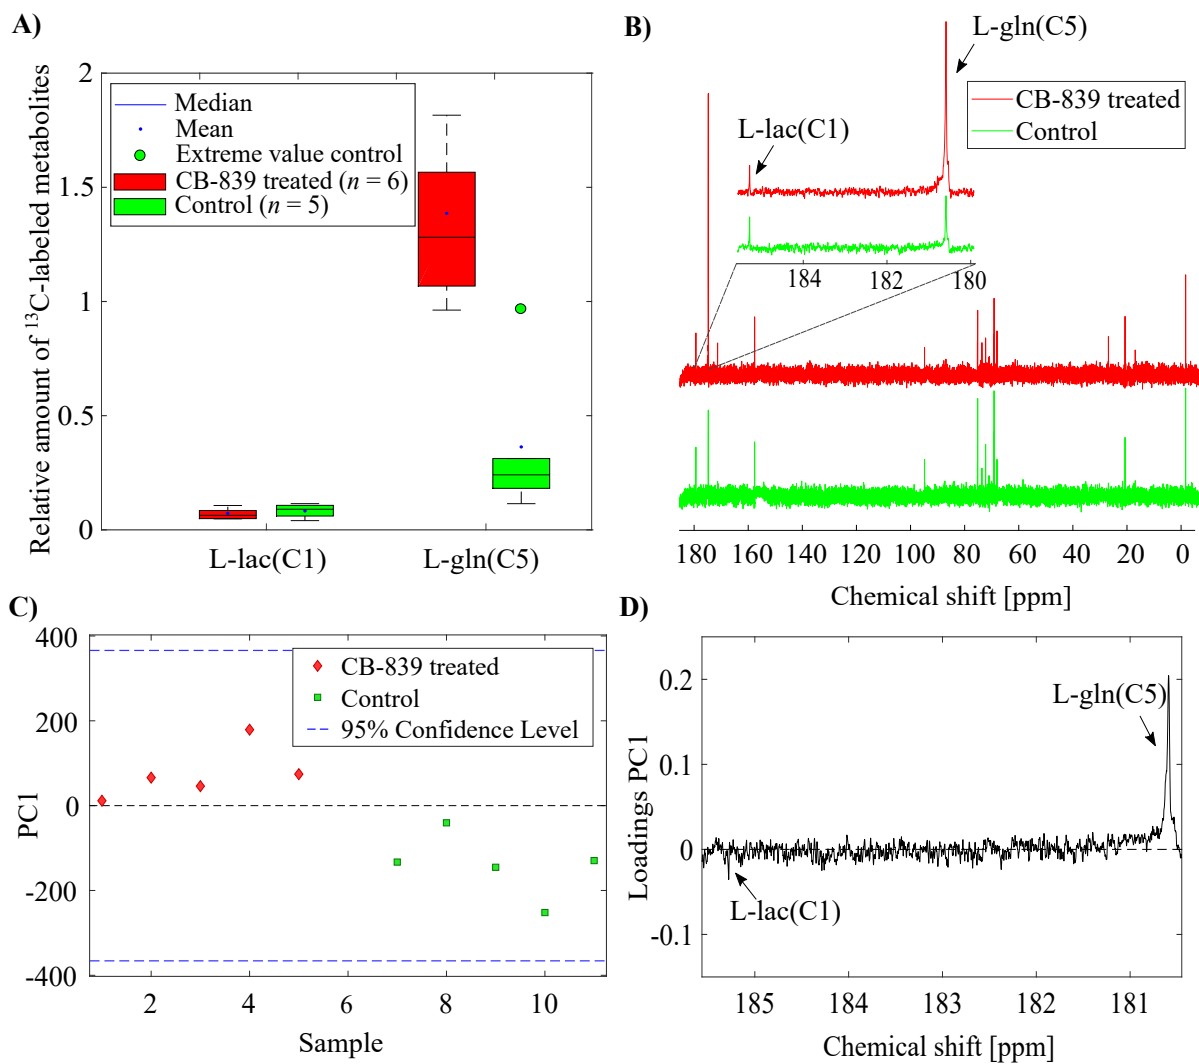 A)
Relative amount of ¹³C-labeled metabolites
2
1.5
1
0.5
0
Median
Mean
Extreme value control
CB-839 treated (n = 6)
Control (n = 5)
L-lac(C1)
L-gln(C5)
B)
L-gln(C5)
CB-839 treated
Control
L-lac(C1)
184
182
180
180
160
140
120
100
80
60
40
20
0
Chemical shift [ppm]
C)
PC1
400
200
0
-200
-400
CB-839 treated
Control
95% Confidence Level
2
4
6
8
10
Sample
D)
Loadings PC1
0.2
0.1
0
-0.1
L-gln(C5)
L-lac(C1)
185
184
183
182
181
Chemical shift [ppm]